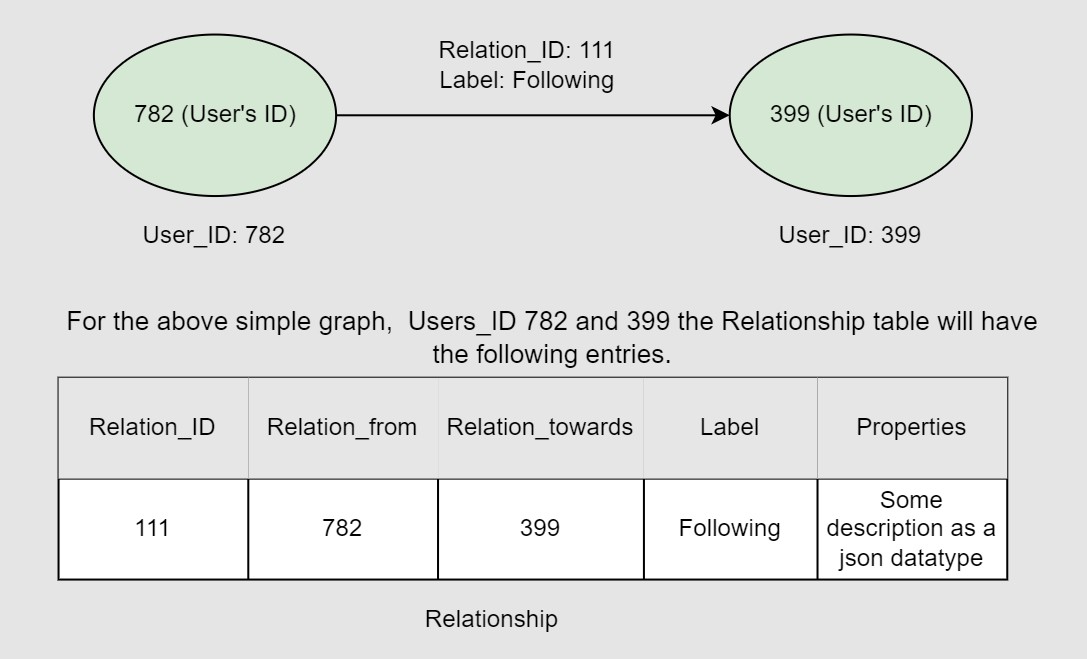 Relation_ID: 111
Label: Following
782 (User's ID)
399 (User's ID)
User_ID: 782
User_ID: 399
For the above simple graph,  Users_ID 782 and 399 the Relationship table will have
the following entries.
Relation_ID
Relation_from
Relation_towards
Label
Properties
111
782
399
Following
Some
description as a
json datatype
Relationship